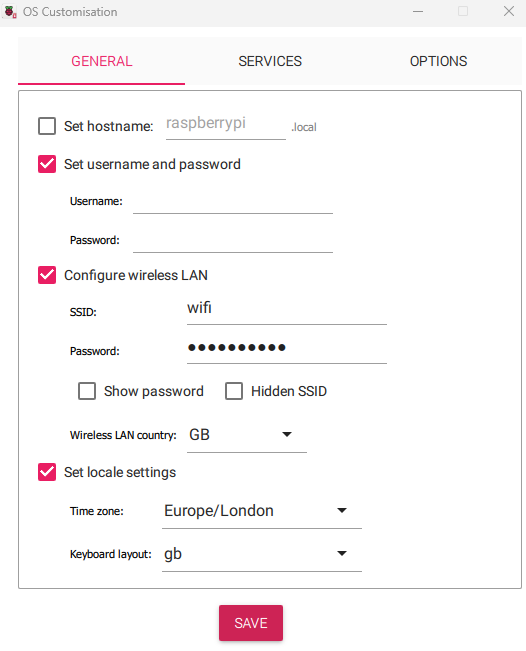 OS Customisation
GENERAL SERVICES OPTIONS
Set hostname: raspberrypi .local
Set username and password
Username:
Password:
Configure wireless LAN
SSID: wifi
Password: ●●●●●●●●●●
Show password Hidden SSID
Wireless LAN country: GB
Set locale settings
Time zone: Europe/London
Keyboard layout: gb
SAVE